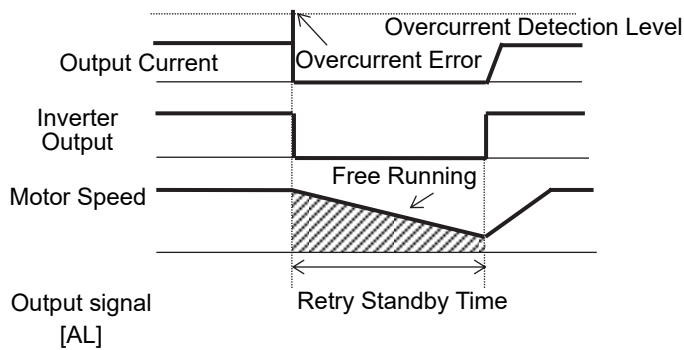 Overcurrent Detection Level
Overcurrent Error
Output Current
Inverter
Output
Free Running
Motor Speed
Retry Standby Time
Output signal
[AL]